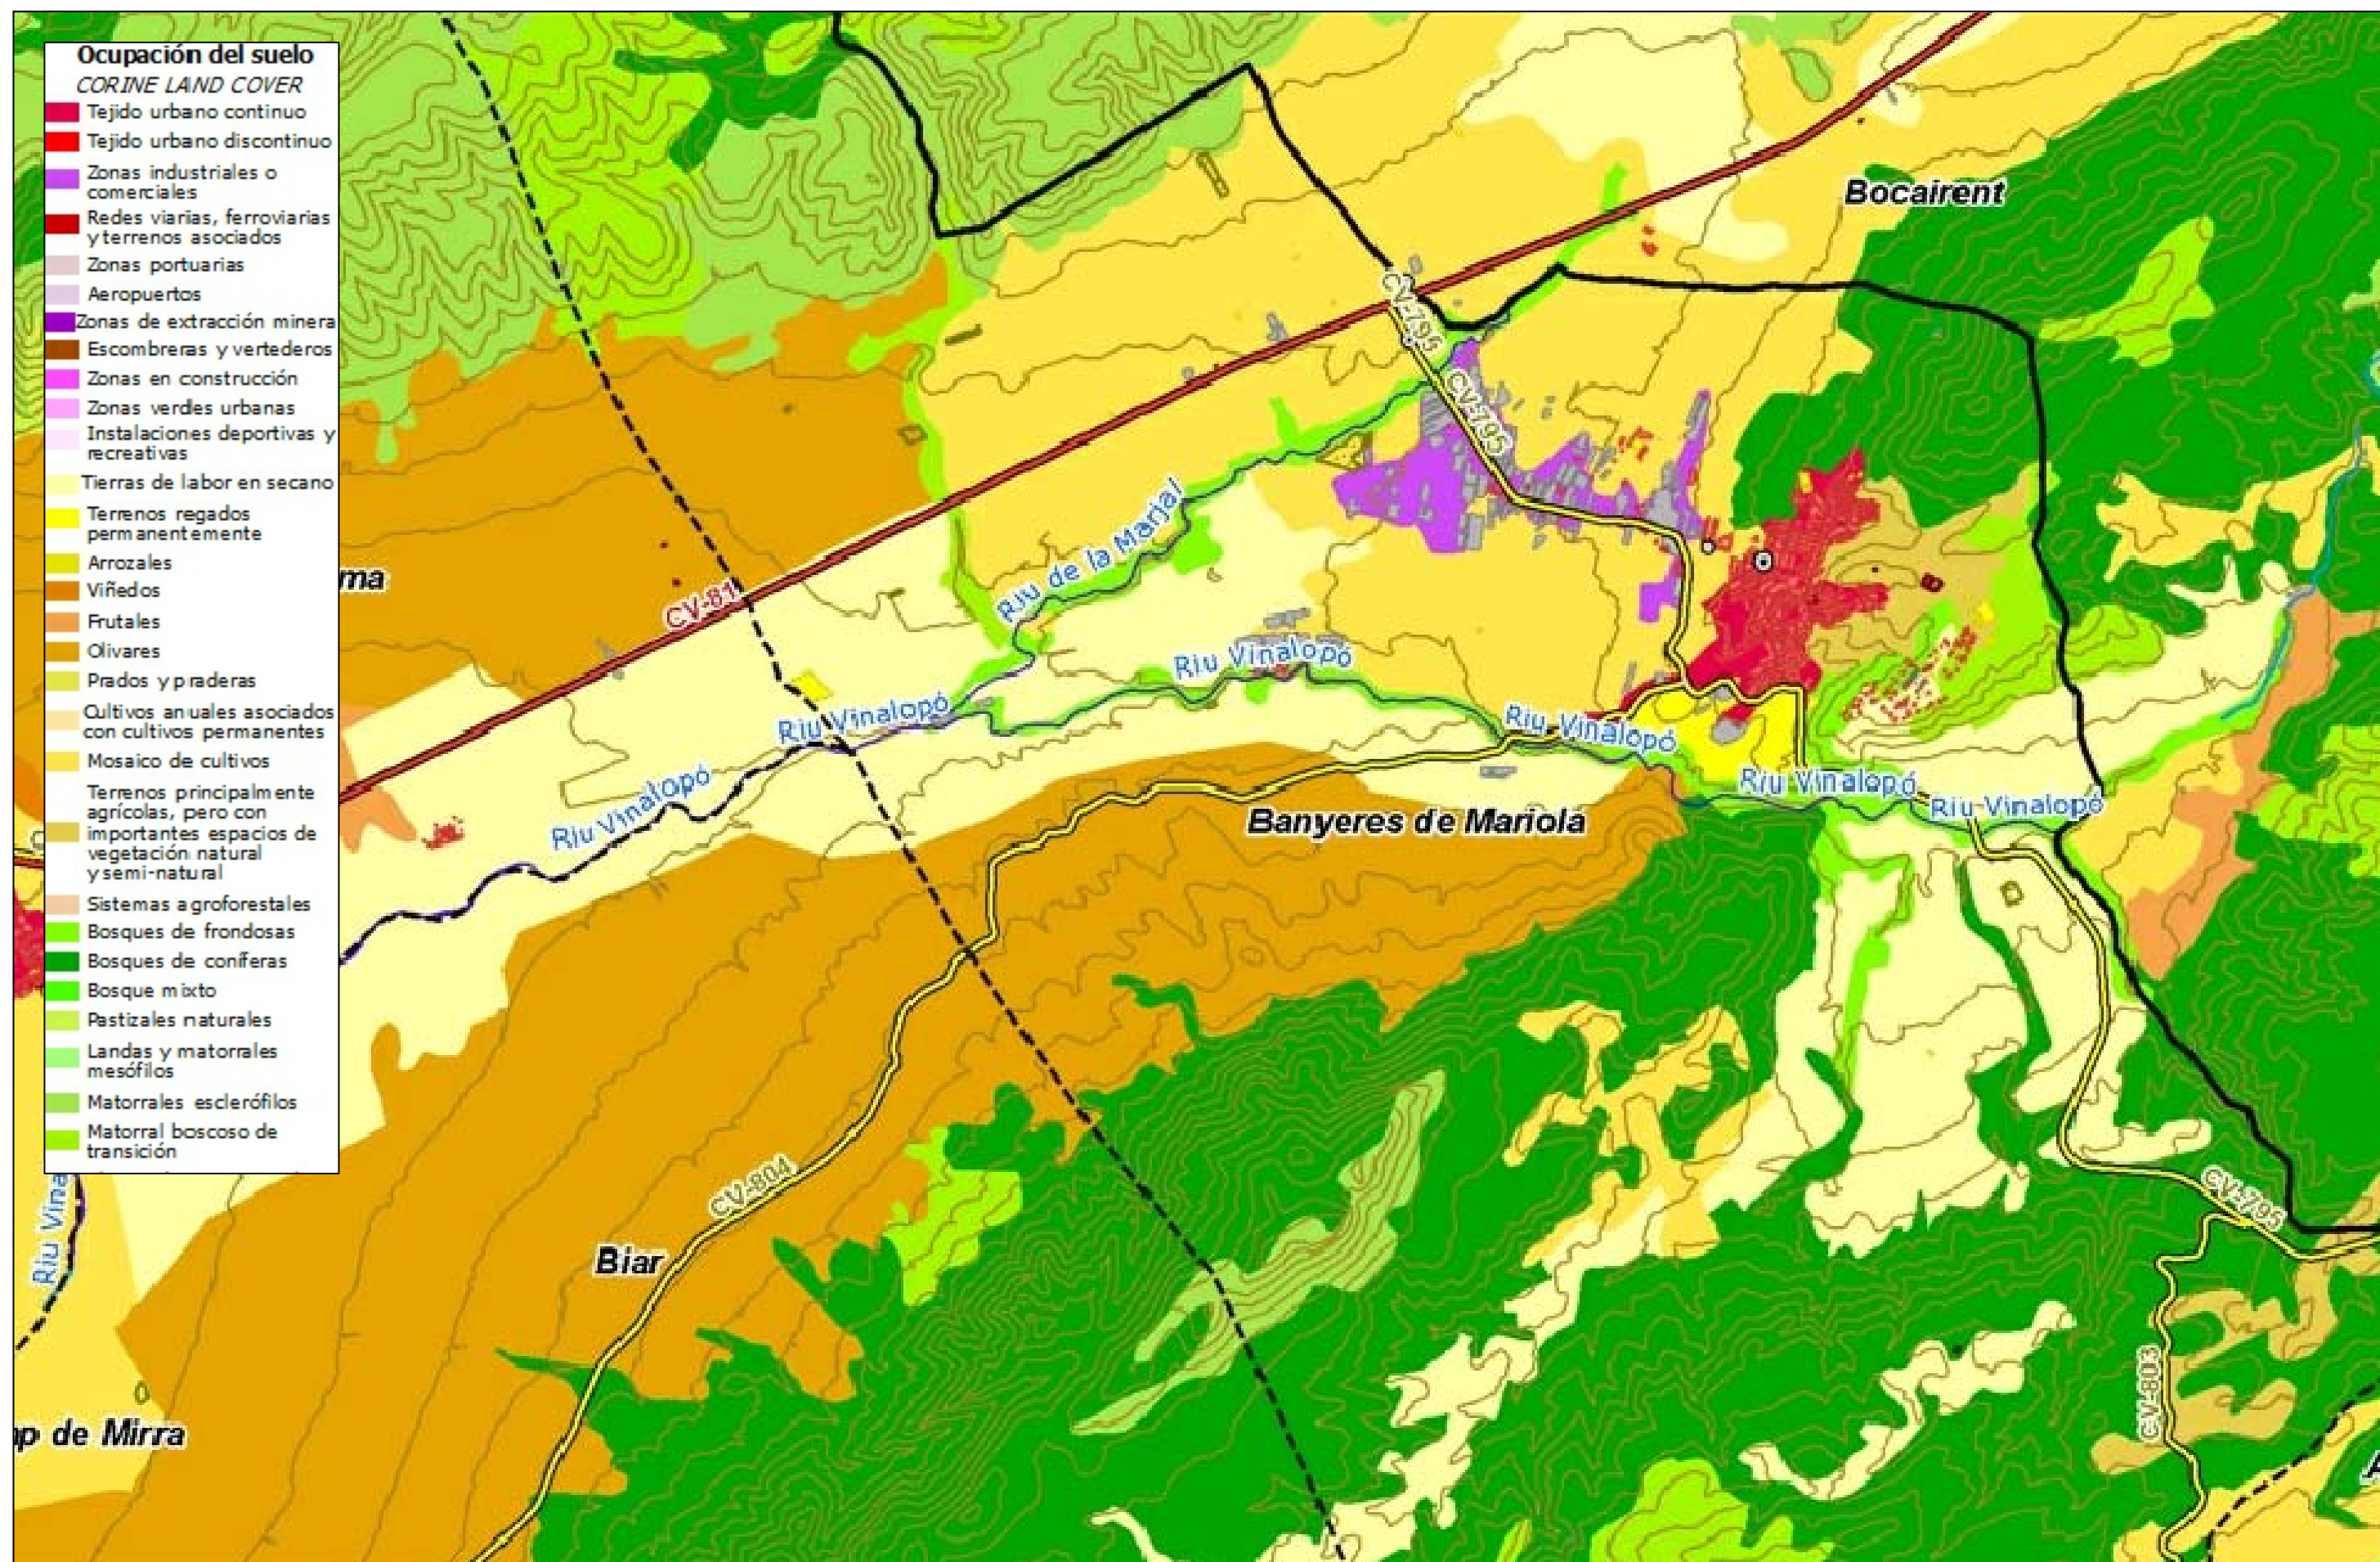 Ocupación del suelo
CORINE LAND COVER
Tejido urbano continuo
Tejido urbano discontinuo
Zonas industriales o
comerciales
Redes viarias, ferroviarias
y terrenos asociados
Zonas portuarias
Aeropuertos
Zonas de extracción minera
Escombreras y vertederos
Zonas en construcción
Zonas verdes urbanas
Instalaciones deportivas y
recreativas
Tierras de labor en secano
Terrenos regados
permanentemente
Arrozales
Viñedos
Frutales
Olivares
Prados y praderas
Cultivos anuales asociados
con cultivos permanentes
Mosaico de cultivos
Terrenos principalmente
agrícolas, pero con
importantes espacios de
vegetación natural
y semi-natural
Sistemas agroforestales
Bosques de frondosas
Bosques de coníferas
Bosque mixto
Pastizales naturales
Landas y matorrales
mesófilos
Matorrales esclerófilos
Matorral boscoso de
transición
Bocairent
CV-795
CV-795
Riu de la Marjal
ma
CV-81
Riu Vinalopó
Riu Vinalopó
Riu Vinalopó
Riu Vinalopó
Riu Vinalopó
Riu Vinalopó
Banyeres de Mariola
Riu Vina
CV-804
CV-795
Biar
CV-803
p de Mirra
A